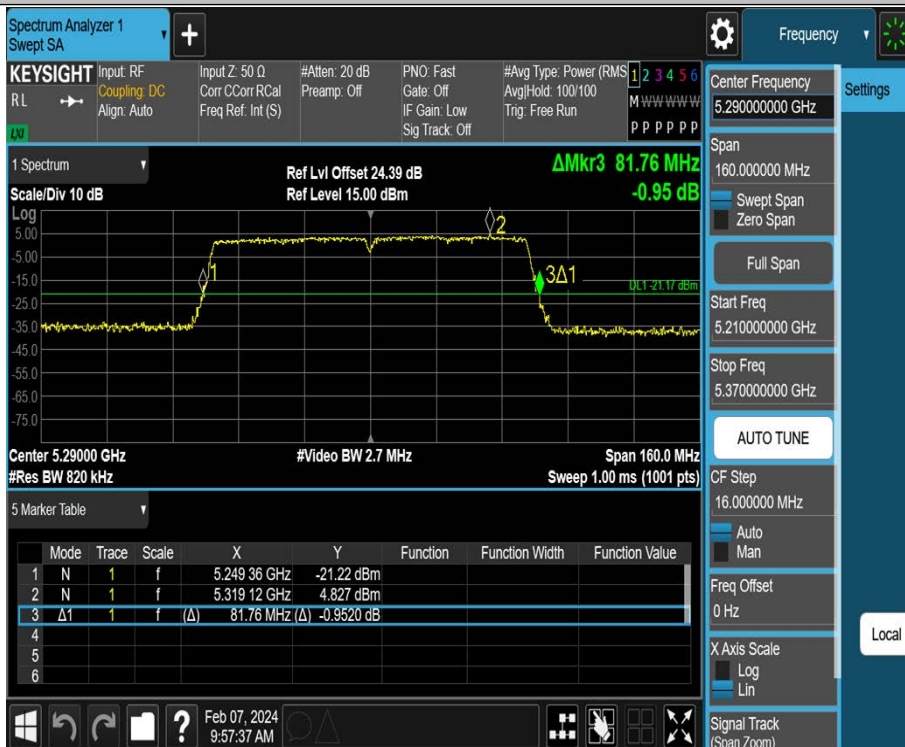 Spectrum Analyzer 1
Swept SA
+
Frequency
KEYSIGHT
RL
LXI
Input: RF
Coupling: DC
Align: Auto
Input Z: 50 Ω
Corr CCorr RCal
Freq Ref: Int (S)
#Atten: 20 dB
Preamp: Off
PNO: Fast
Gate: Off
IF Gain: Low
Sig Track: Off
#Avg Type: Power (RMS
Avg|Hold: 100/100
Trig: Free Run
1 2 3 4 5 6
M W W W W W
P P P P P P
Center Frequency
5.290000000 GHz
Settings
1 Spectrum
Scale/Div 10 dB
Ref Lvl Offset 24.39 dB
Ref Level 15.00 dBm
ΔMkr3 81.76 MHz
-0.95 dB
Log
5.00
-5.00
-15.0
-25.0
-35.0
-45.0
-55.0
-65.0
-75.0
1
2
3Δ1
DL1 -21.17 dBm
Center 5.29000 GHz
#Res BW 820 kHz
#Video BW 2.7 MHz
Span 160.0 MHz
Sweep 1.00 ms (1001 pts)
Span
160.000000 MHz
Swept Span
Zero Span
Full Span
Start Freq
5.210000000 GHz
Stop Freq
5.370000000 GHz
AUTO TUNE
CF Step
16.000000 MHz
Auto
Man
Freq Offset
0 Hz
X Axis Scale
Log
Lin
Signal Track
(Span Zoom)
Local
5 Marker Table
Mode Trace Scale X Y Function Function Width Function Value
1 N 1 f 5.249 36 GHz -21.22 dBm
2 N 1 f 5.319 12 GHz 4.827 dBm
3 Δ1 1 f (Δ) 81.76 MHz (Δ) -0.9520 dB
4
5
6
?
Feb 07, 2024
9:57:37 AM